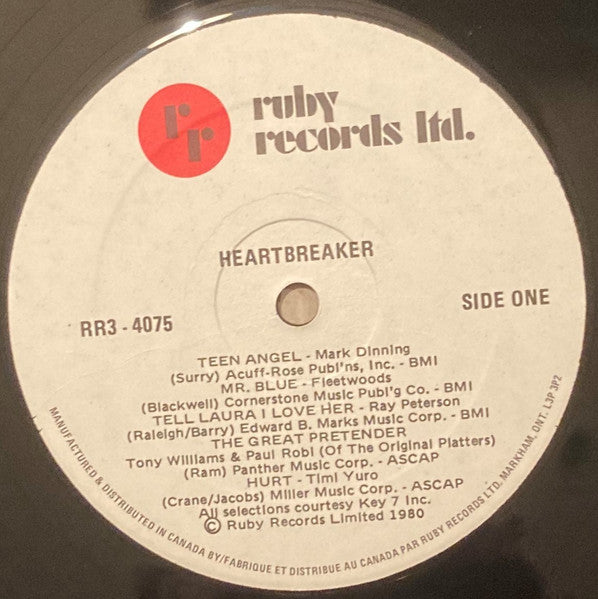 rr
ruby
records ltd.
HEARTBREAKER
RR3 - 4075
SIDE ONE
TEEN ANGEL - Mark Dinning
(Surry) Acuff-Rose Publ'ns, Inc. - BMI
MR. BLUE - Fleetwoods
(Blackwell) Cornerstone Music Publ'g Co. - BMI
TELL LAURA I LOVE HER - Ray Peterson
(Raleigh/Barry) Edward B. Marks Music Corp. - BMI
THE GREAT PRETENDER
Tony Williams & Paul Robi (Of The Original Platters)
(Ram) Panther Music Corp. - ASCAP
HURT - Timi Yuro
(Crane/Jacobs) Miller Music Corp. - ASCAP
All selections courtesy Key 7 Inc.
© Ruby Records Limited 1980
MANUFACTURED & DISTRIBUTED IN CANADA BY/FABRIQUE ET DISTRIBUE AU CANADA PAR RUBY RECORDS LTD. MARKHAM, ONT. L3P 3P2